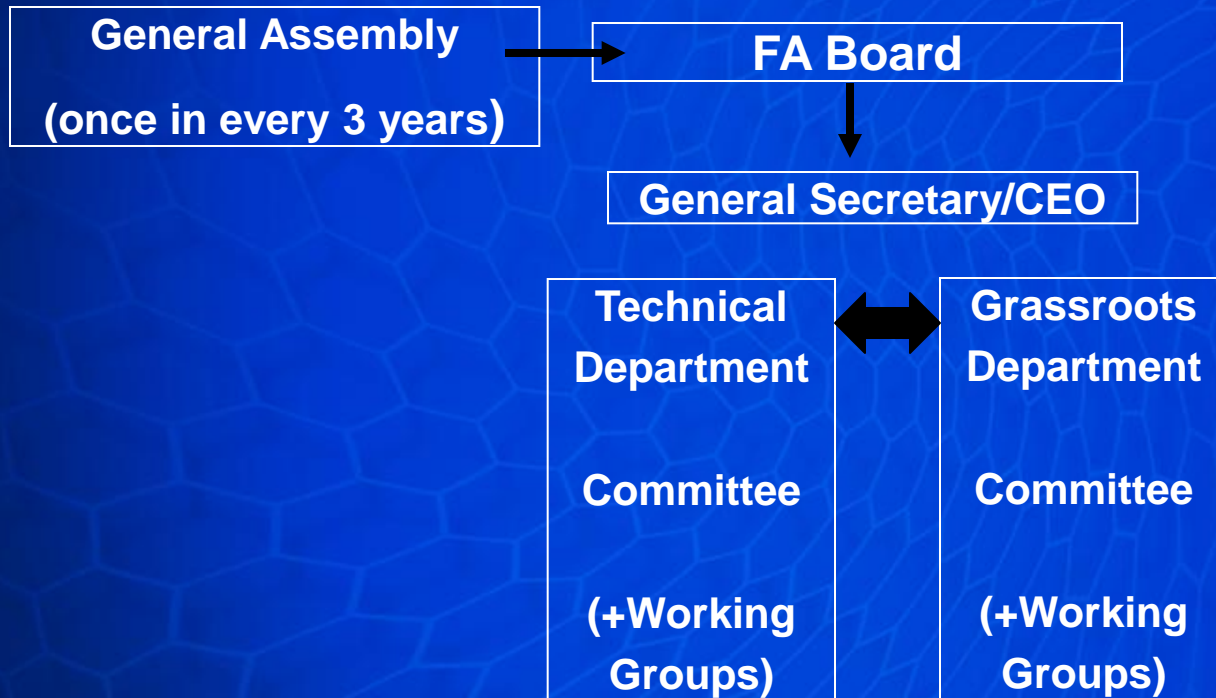 General Assembly
(once in every 3 years)
FA Board
General Secretary/CEO
Technical
Department
Committee
(+Working
Groups)
Grassroots
Department
Committee
(+Working
Groups)